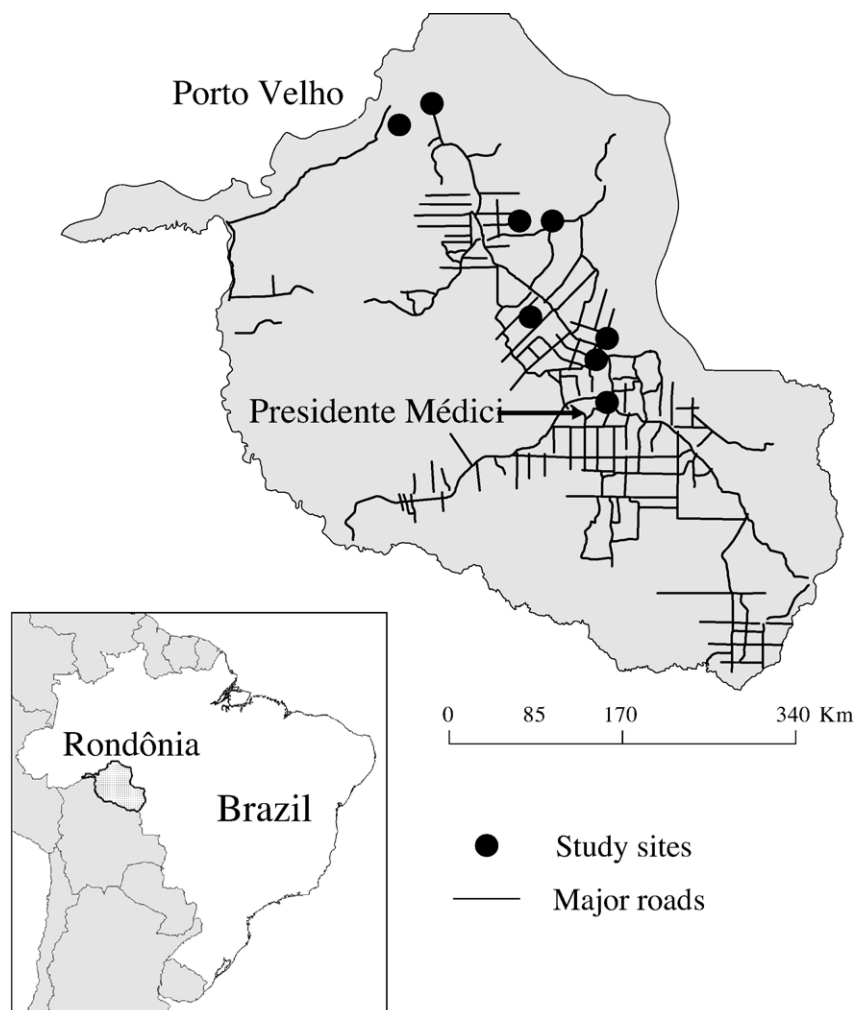 Porto Velho
Presidente Médici
0 85 170 340 Km
Rondônia
Brazil
Study sites
Major roads